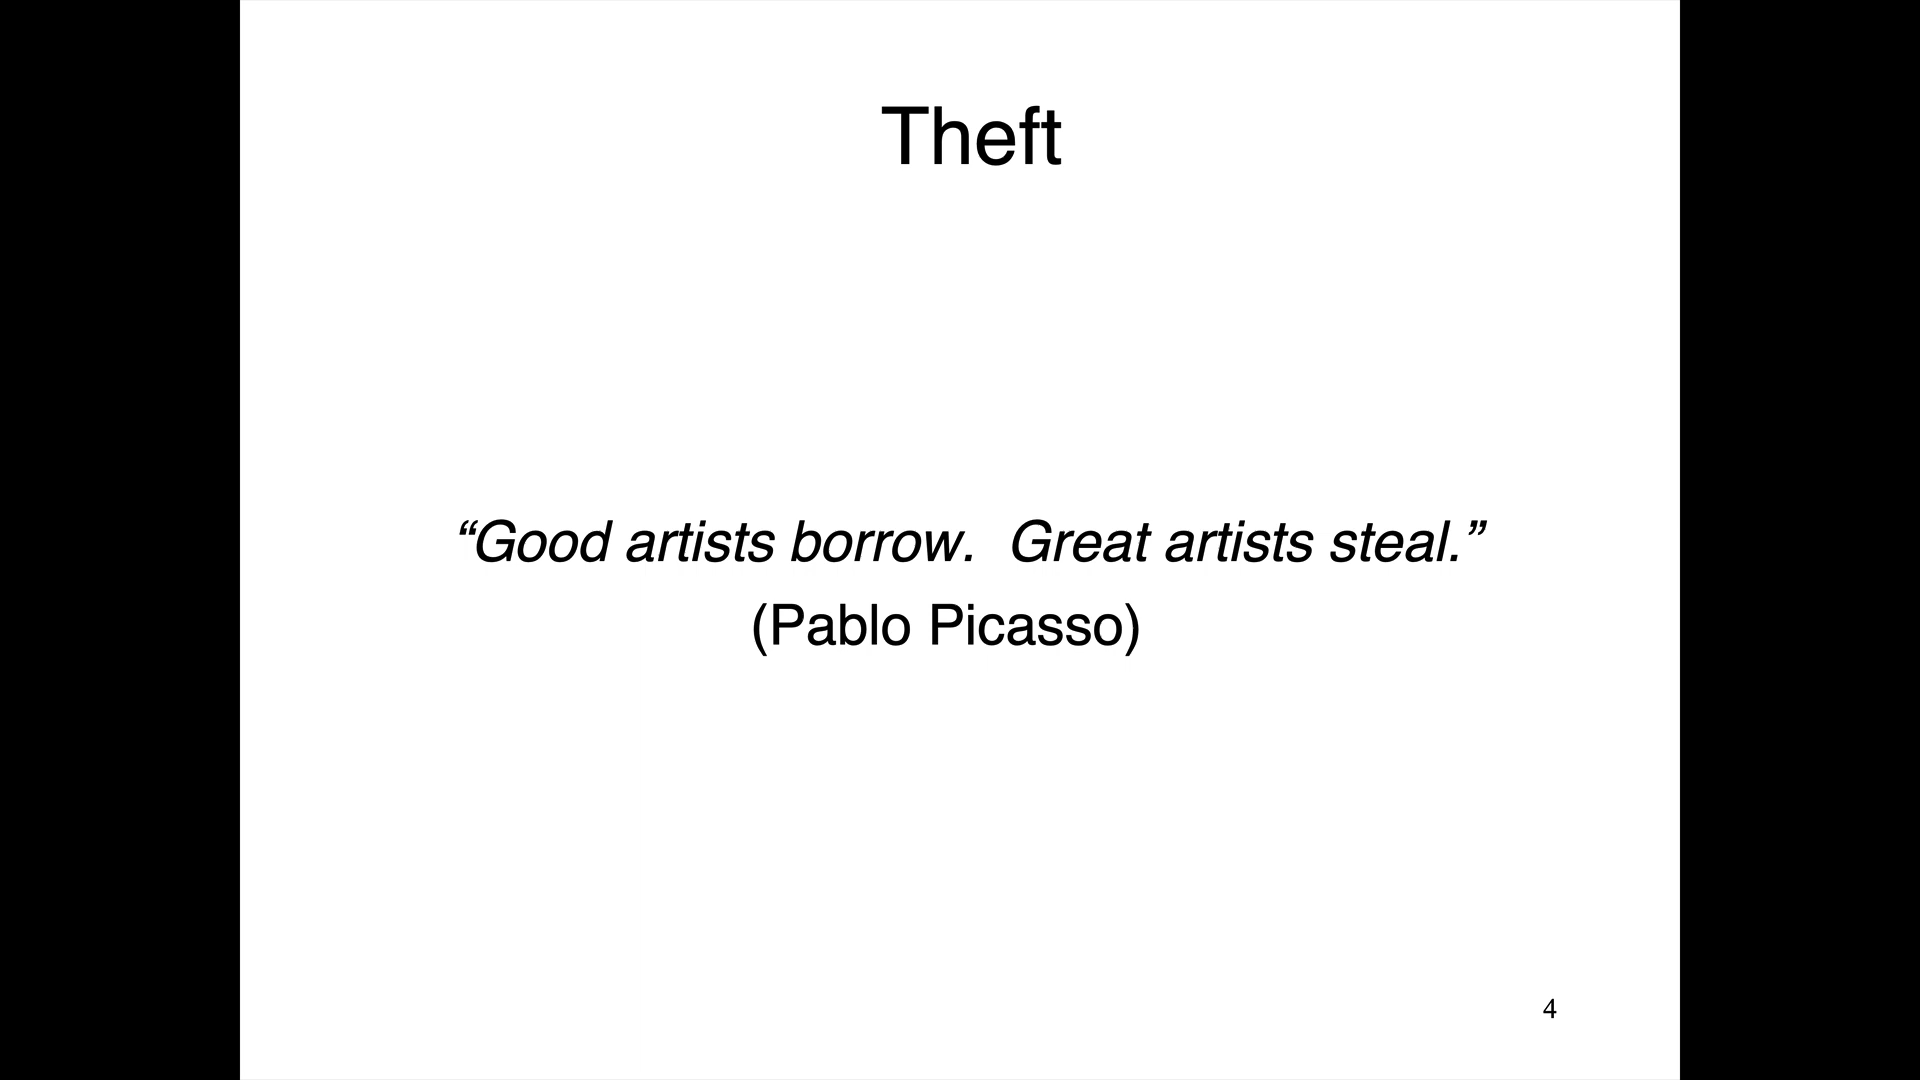 Theft
“Good artists borrow.  Great artists steal.”
(Pablo Picasso)
4